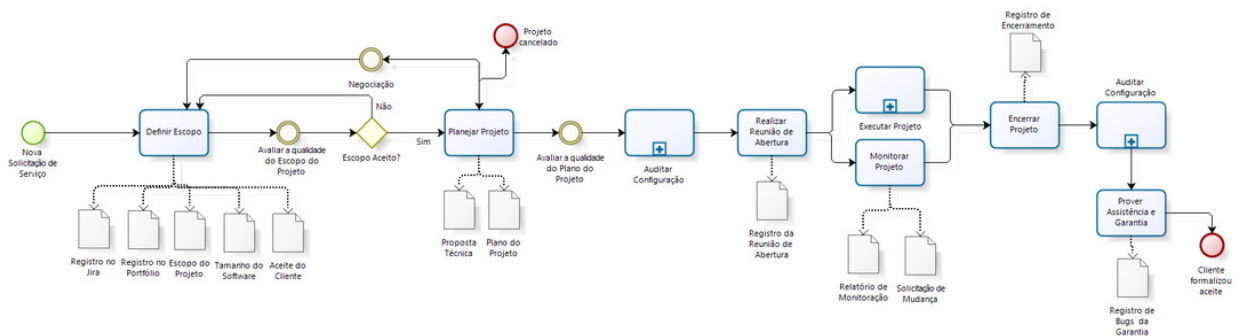 Projeto
cancelado
Registro de
Encerramento
Negociação
Não
Auditar
Configuração
Definir Escopo
Planejar Projeto
Realizar
Reunião de
Abertura
Executar Projeto
Encerrar
Projeto
Nova
Solicitação de
Serviço
Avaliar a qualidade
do Escopo do
Projeto
Escopo Aceito?
Sim
Avaliar a qualidade
do Plano do
Projeto
Auditar
Configuração
Monitorar
Projeto
Prover
Assistência e
Garantia
Registro no
Jira
Registro no
Portfólio
Escopo do
Projeto
Tamanho do
Software
Aceite do
Cliente
Proposta
Técnica
Plano do
Projeto
Registro da
Reunião de
Abertura
Relatório de
Monitoração
Solicitação de
Mudança
Cliente
formalizou
aceite
Registro de
Bugs da
Garantia